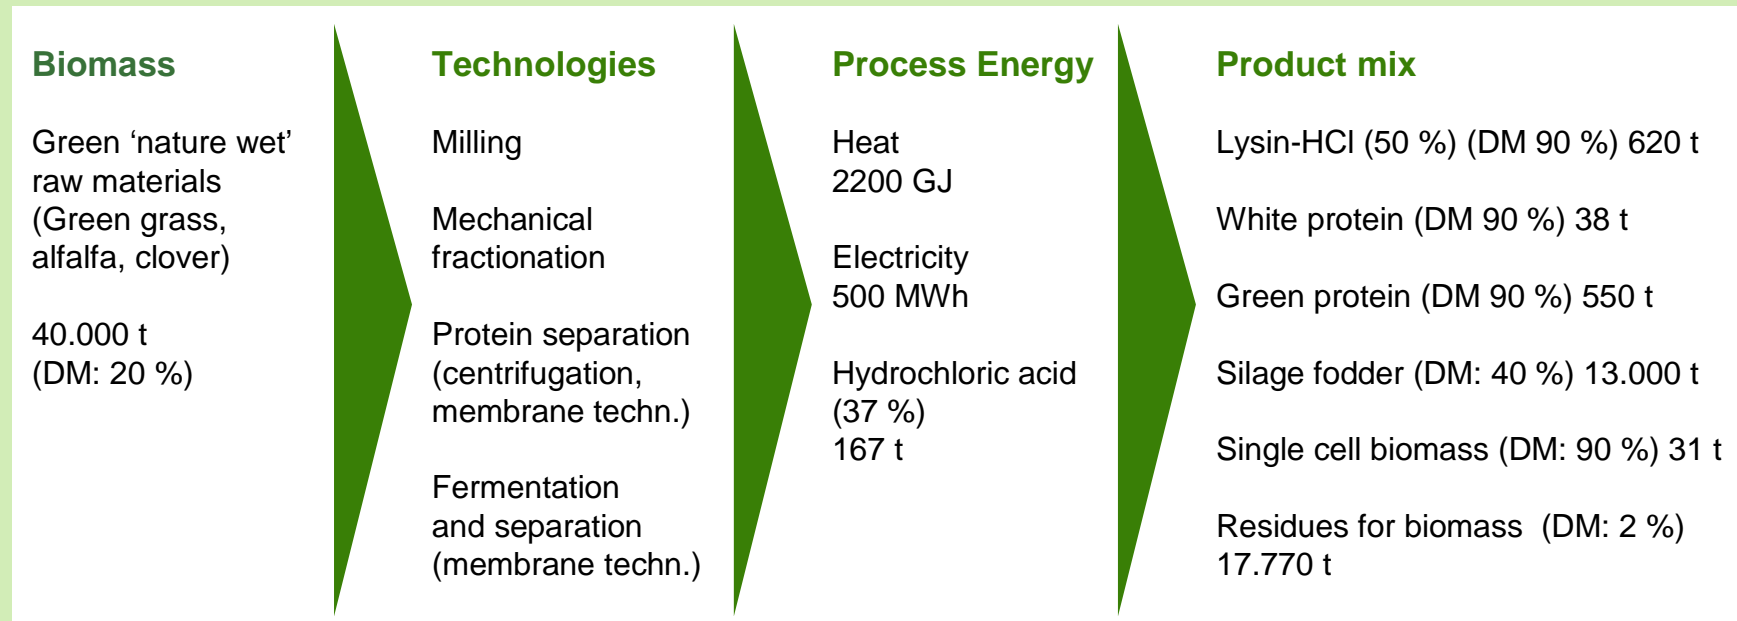 Biomass
Green ‘nature wet’
raw materials
(Green grass,
alfalfa, clover)
40.000 t
(DM: 20 %)
Technologies
Milling
Mechanical
fractionation
Protein separation
(centrifugation,
membrane techn.)
Fermentation
and separation
(membrane techn.)
Process Energy
Heat
2200 GJ
Electricity
500 MWh
Hydrochloric acid
(37 %)
167 t
Product mix
Lysin-HCl (50 %) (DM 90 %) 620 t
White protein (DM 90 %) 38 t
Green protein (DM 90 %) 550 t
Silage fodder (DM: 40 %) 13.000 t
Single cell biomass (DM: 90 %) 31 t
Residues for biomass (DM: 2 %)
17.770 t